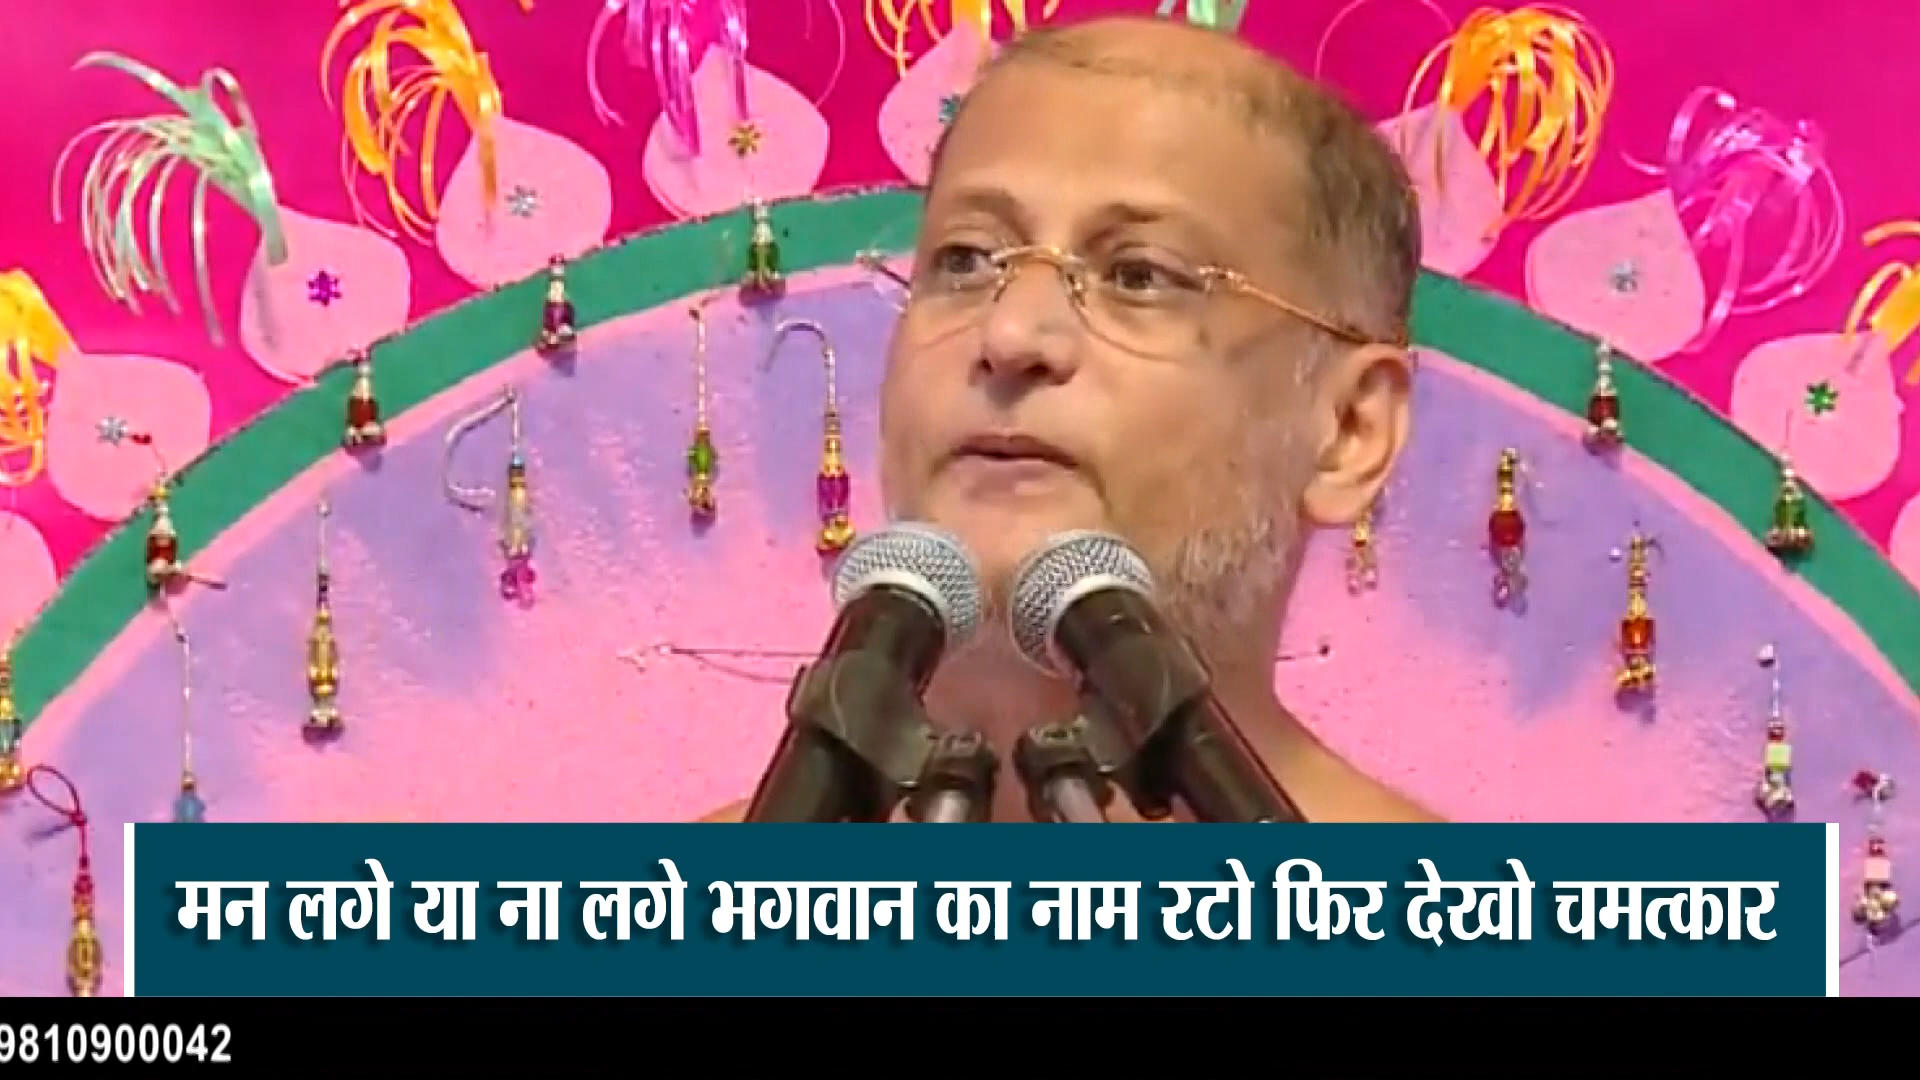 मन लगे या ना लगे भगवान का नाम रटो फिर देखो चमत्कार
9810900042